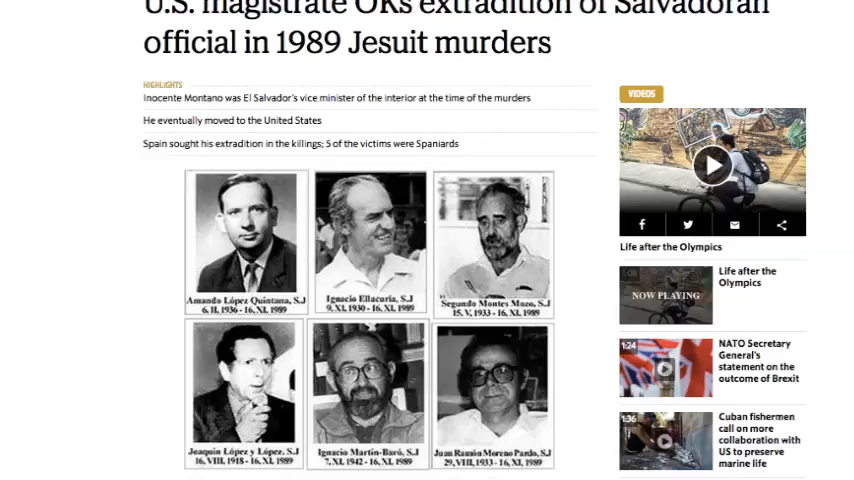 U.S. magistrate OKs extradition of Salvadoran
official in 1989 Jesuit murders
HIGHLIGHTS
Inocente Montano was El Salvador's vice minister of the interior at the time of the murders
He eventually moved to the United States
Spain sought his extradition in the killings; 5 of the victims were Spaniards
Amando López Quintana, S.J
6, II, 1936 - 16, XI, 1989
Ignacio Ellacuría, S.J
9, XI, 1930 - 16, XI, 1989
Segundo Montes Mozo, S.J
15, V, 1933 - 16, XI, 1989
Joaquín López y López, S.J
16, VIII, 1918 - 16, XI, 1989
Ignacio Martín-Baró, S.J
7, XI, 1942 - 16, XI, 1989
Juan Ramón Moreno Pardo, S.J
29, VIII, 1933 - 16, XI, 1989
VIDEOS
Life after the Olympics
NOW PLAYING
Life after the
Olympics
1:24
NATO Secretary
General's
statement on the
outcome of Brexit
1:36
Cuban fishermen
call on more
collaboration with
US to preserve
marine life